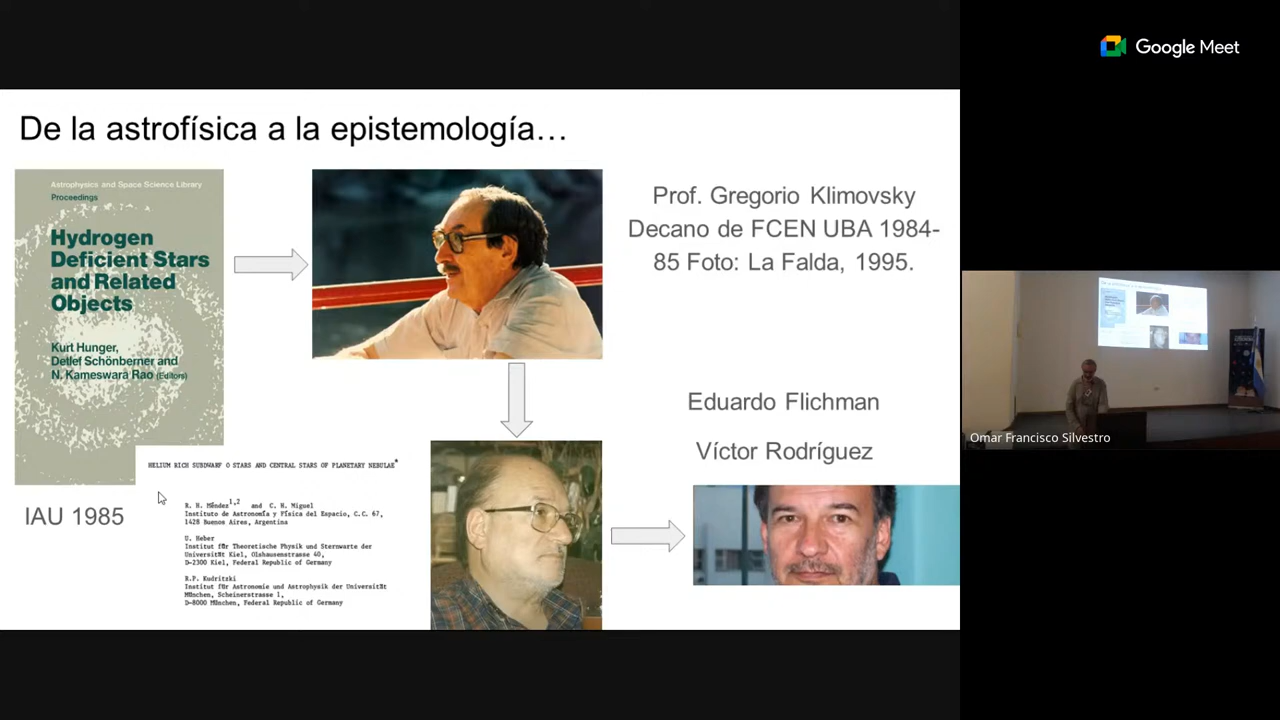 Google Meet
De la astrofísica a la epistemología…
Astrophysics and Space Science Library
Proceedings
Hydrogen
Deficient Stars
and Related
Objects
Kurt Hunger,
Detlef Schönberner and
N. Kameswara Rao (Editors)
Prof. Gregorio Klimovsky
Decano de FCEN UBA 1984-
85 Foto: La Falda, 1995.
Eduardo Flichman
Víctor Rodríguez
HELIUM RICH SUBDWARF O STARS AND CENTRAL STARS OF PLANETARY NEBULAE*
R. H. Méndez1,2 and C. H. Miguel
Instituto de Astronomía y Física del Espacio, C.C. 67,
1428 Buenos Aires, Argentina
U. Heber
Institut für Theoretische Physik und Sternwarte der
Universität Kiel, Olshausenstrasse 40,
D-2300 Kiel, Federal Republic of Germany
R.P. Kudritzki
Institut für Astronomie und Astrophysik der Universität
München, Scheinerstrasse 1,
D-8000 München, Federal Republic of Germany
IAU 1985
Omar Francisco Silvestro